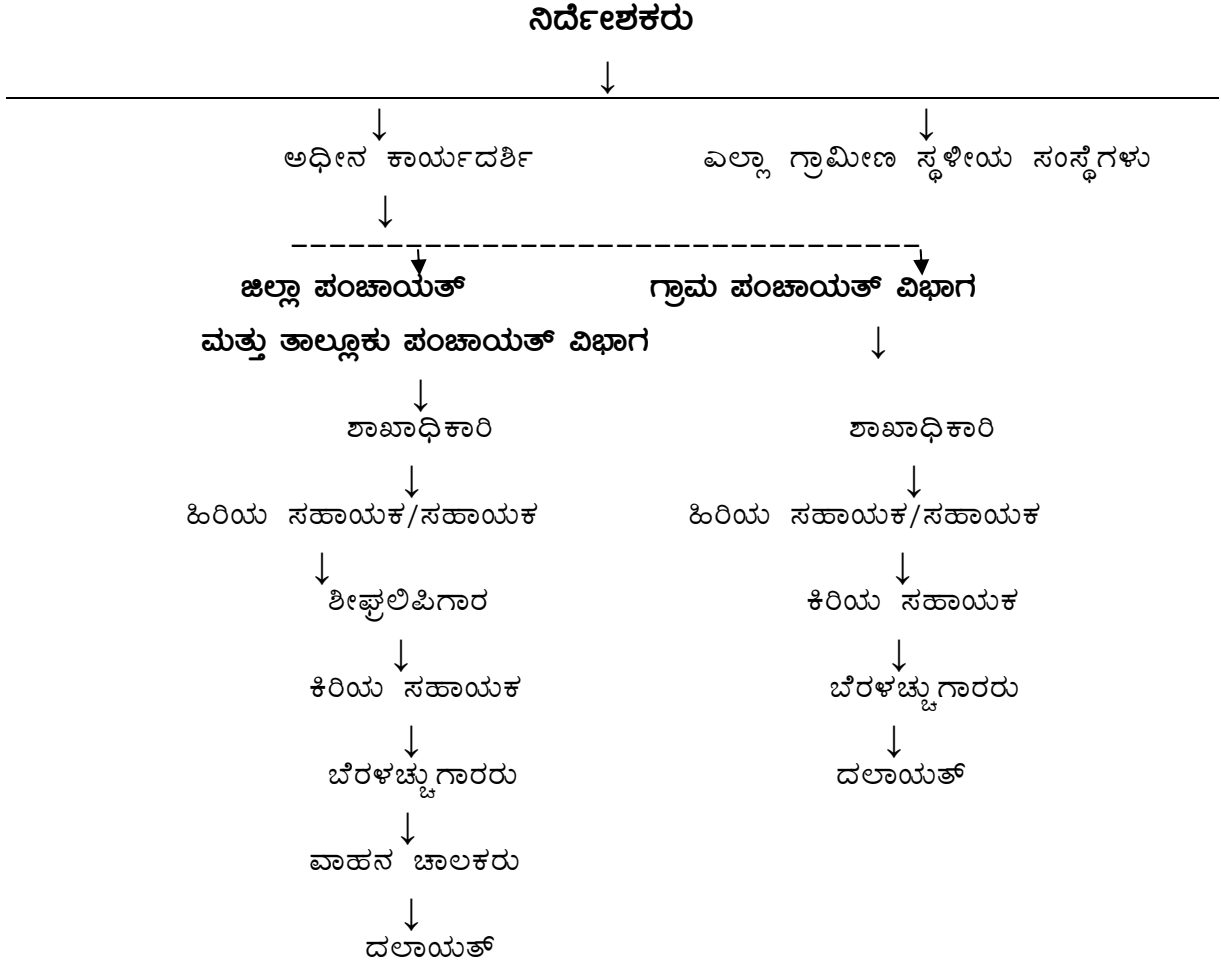 ನಿರ್ದೇಶಕರು
ಅಧೀನ ಕಾರ್ಯದರ್ಶಿ ಎಲ್ಲಾ ಗ್ರಾಮೀಣ ಸ್ಥಳೀಯ ಸಂಸ್ಥೆಗಳು
ಜಿಲ್ಲಾ ಪಂಚಾಯತ್ ಗ್ರಾಮ ಪಂಚಾಯತ್ ವಿಭಾಗ
ಮತ್ತು ತಾಲ್ಲೂಕು ಪಂಚಾಯತ್ ವಿಭಾಗ
ಶಾಖಾಧಿಕಾರಿ ಶಾಖಾಧಿಕಾರಿ
ಹಿರಿಯ ಸಹಾಯಕ/ಸಹಾಯಕ ಹಿರಿಯ ಸಹಾಯಕ/ಸಹಾಯಕ
ಶೀಘ್ರಲಿಪಿಗಾರ ಕಿರಿಯ ಸಹಾಯಕ
ಕಿರಿಯ ಸಹಾಯಕ ಬೆರಳಚ್ಚುಗಾರರು
ಬೆರಳಚ್ಚುಗಾರರು ದಲಾಯತ್
ವಾಹನ ಚಾಲಕರು
ದಲಾಯತ್